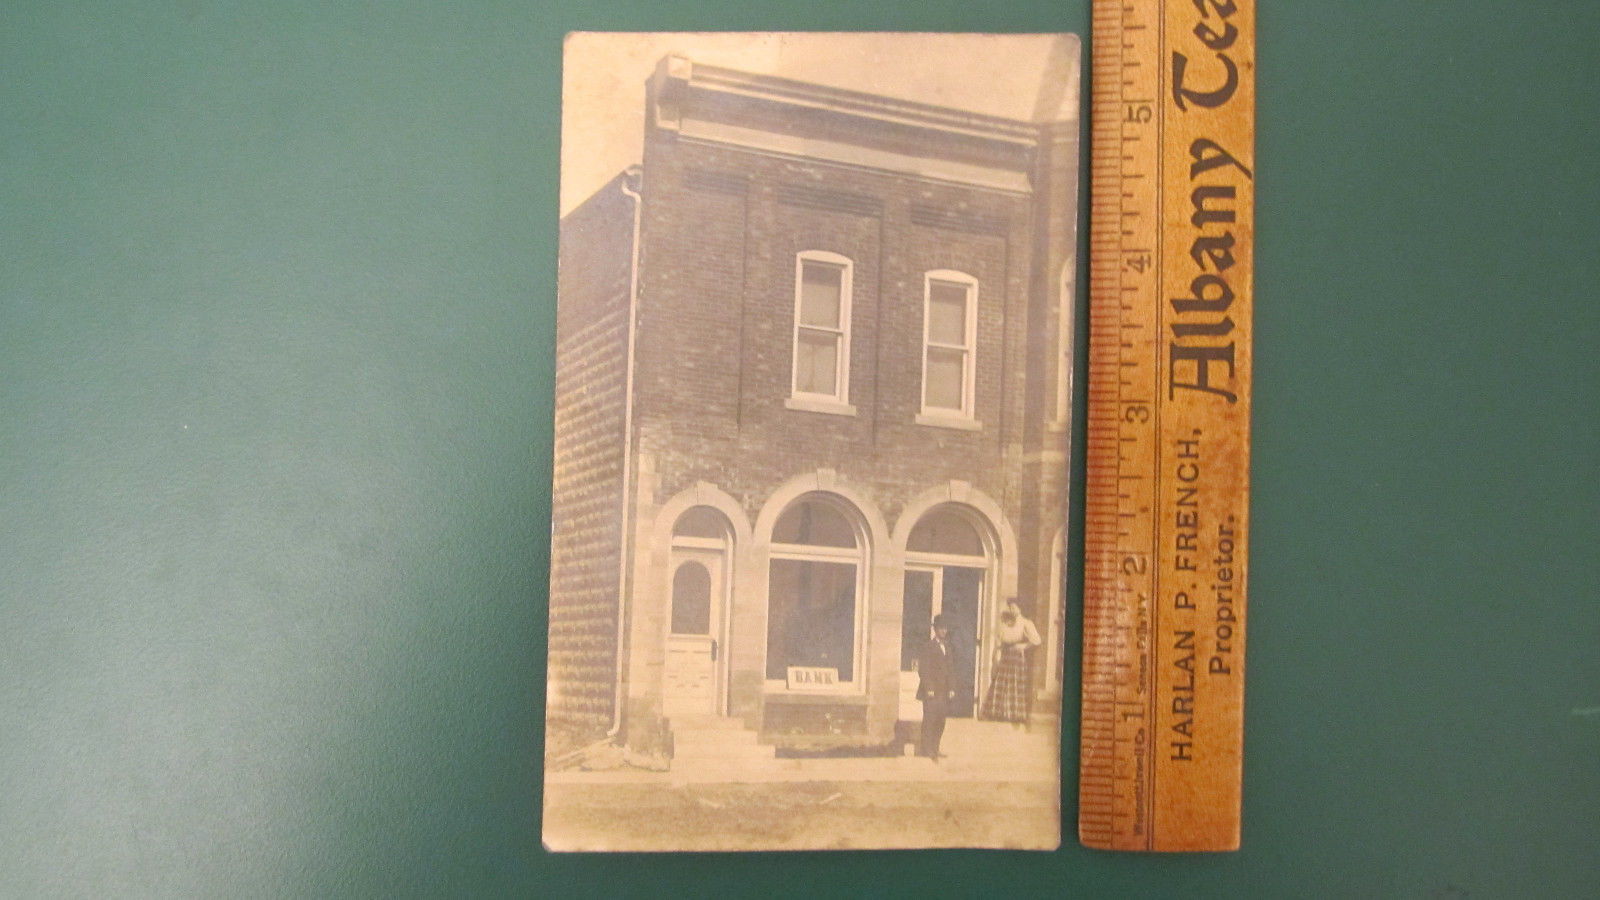 BANK
5
4
3
2
1
Albany Tea
HARLAN P. FRENCH,
Proprietor.